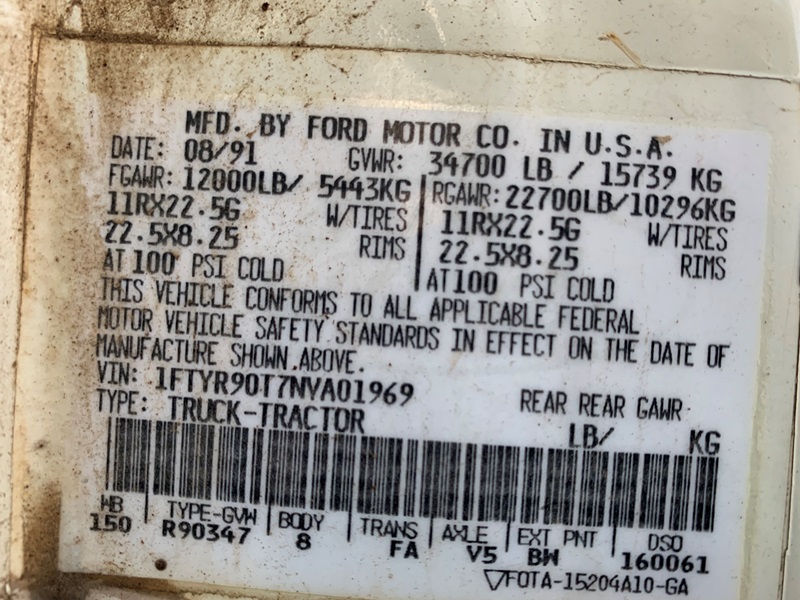 MFD. BY FORD MOTOR CO. IN U.S.A.
DATE: 08/91 GVWR: 34700 LB / 15739 KG
FGAWR: 12000LB/ 5443KG RGAWR: 22700LB/10296KG
11RX22.5G W/TIRES 11RX22.5G W/TIRES
22.5X8.25 RIMS 22.5X8.25 RIMS
AT 100 PSI COLD AT 100 PSI COLD
THIS VEHICLE CONFORMS TO ALL APPLICABLE FEDERAL
MOTOR VEHICLE SAFETY STANDARDS IN EFFECT ON THE DATE OF
MANUFACTURE SHOWN ABOVE.
VIN: 1FTYR90T7NVA01969 REAR REAR GAWR
TYPE: TRUCK-TRACTOR LB/ KG
WB TYPE-GVW BODY TRANS AXLE EXT PNT DSO
150 R90347 8 FA V5 BW 160061
FOTA-15204A10-GA